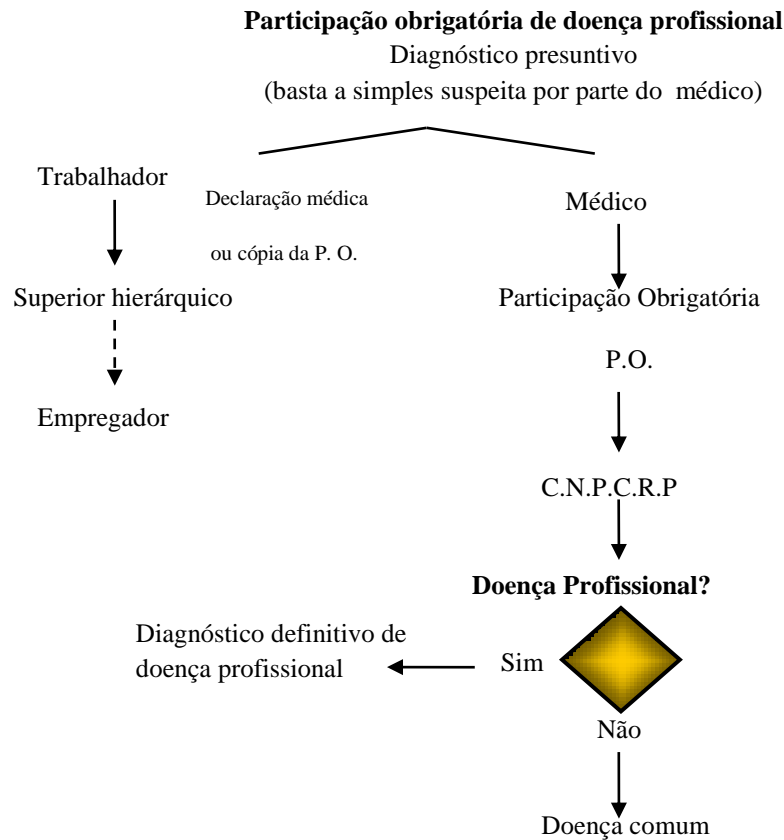 Participação obrigatória de doença profissional
Diagnóstico presuntivo
(basta a simples suspeita por parte do médico)
Trabalhador
Declaração médica
ou cópia da P. O.
Superior hierárquico
Empregador
Médico
Participação Obrigatória
P.O.
C.N.P.C.R.P
Doença Profissional?
Sim
Diagnóstico definitivo de
doença profissional
Não
Doença comum